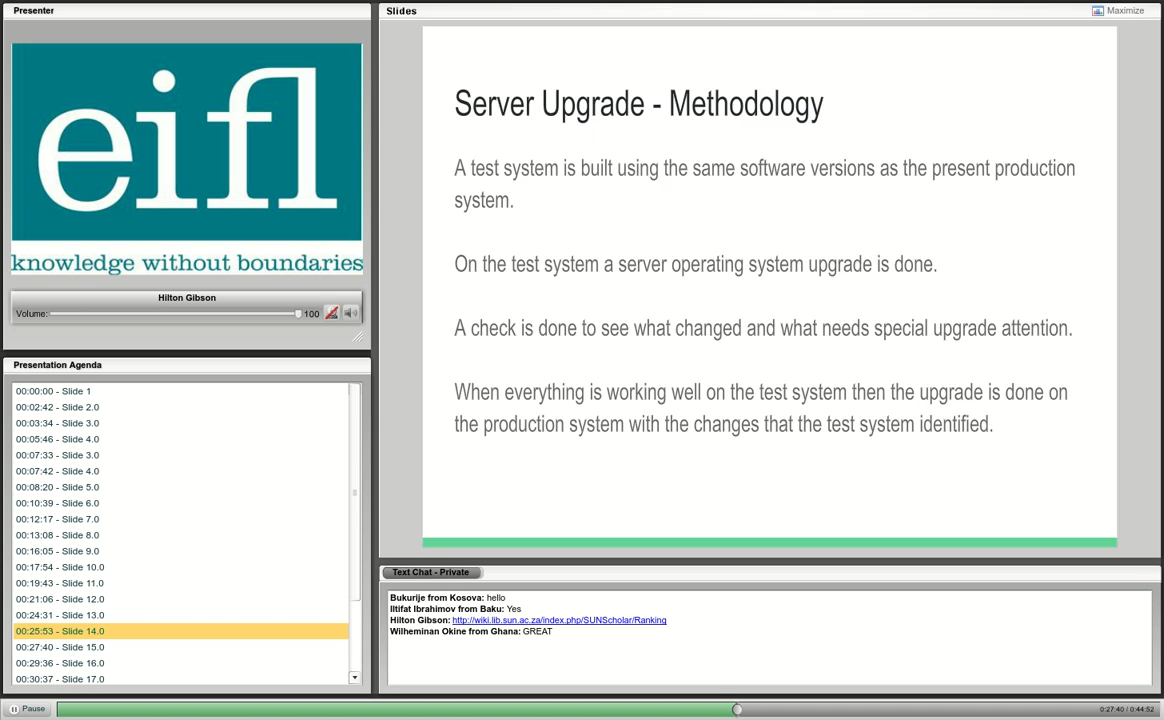 Presenter
eifl
knowledge without boundaries
Hilton Gibson
Volume: 100
Presentation Agenda
00:00:00 - Slide 1
00:02:42 - Slide 2.0
00:03:34 - Slide 3.0
00:05:46 - Slide 4.0
00:07:33 - Slide 3.0
00:07:42 - Slide 4.0
00:08:20 - Slide 5.0
00:10:39 - Slide 6.0
00:12:17 - Slide 7.0
00:13:08 - Slide 8.0
00:16:05 - Slide 9.0
00:17:54 - Slide 10.0
00:19:43 - Slide 11.0
00:21:06 - Slide 12.0
00:24:31 - Slide 13.0
00:25:53 - Slide 14.0
00:27:40 - Slide 15.0
00:29:36 - Slide 16.0
00:30:37 - Slide 17.0
Slides
Maximize
Server Upgrade - Methodology
A test system is built using the same software versions as the present production
system.
On the test system a server operating system upgrade is done.
A check is done to see what changed and what needs special upgrade attention.
When everything is working well on the test system then the upgrade is done on
the production system with the changes that the test system identified.
Text Chat - Private
Bukurije from Kosova: hello
Iltifat Ibrahimov from Baku: Yes
Hilton Gibson: http://wiki.lib.sun.ac.za/index.php/SUNScholar/Ranking
Wilheminan Okine from Ghana: GREAT
Pause
0:27:40 / 0:44:52